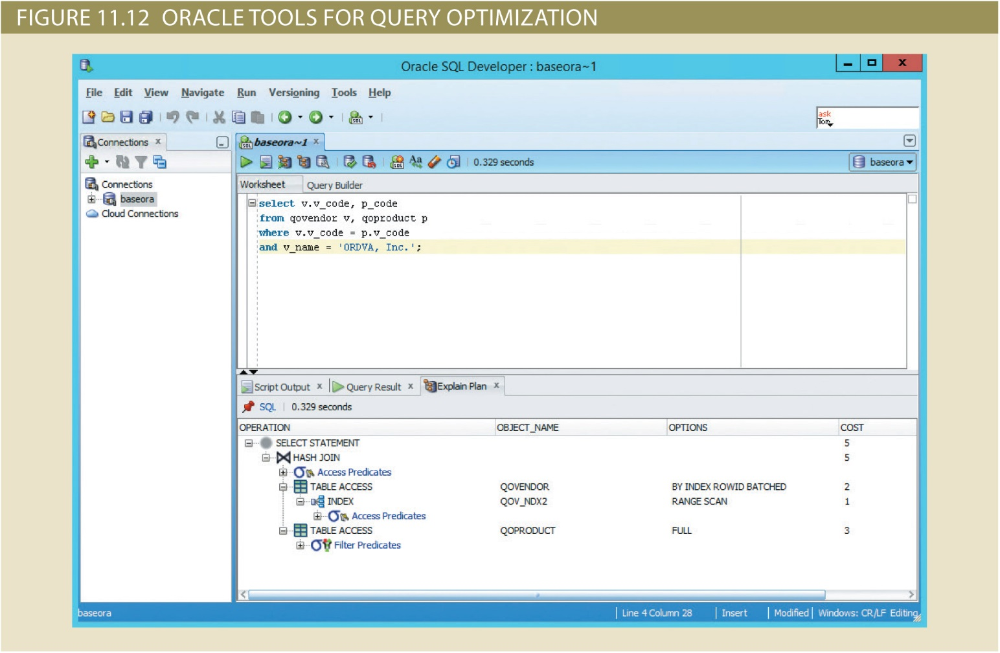 FIGURE 11.12 ORACLE TOOLS FOR QUERY OPTIMIZATION
Oracle SQL Developer : baseora~1
File Edit View Navigate Run Versioning Tools Help
ask
Tom
Connections x
baseora~1 x
0.329 seconds
baseora
Worksheet Query Builder
Connections
baseora
Cloud Connections
select v.v_code, p_code
from qovendor v, qoproduct p
where v.v_code = p.v_code
and v_name = 'ORDVA, Inc.';
Script Output x Query Result x Explain Plan x
SQL 0.329 seconds
OPERATION OBJECT_NAME OPTIONS COST
SELECT STATEMENT 5
HASH JOIN 5
Access Predicates
TABLE ACCESS QOVENDOR BY INDEX ROWID BATCHED 2
INDEX QOV_NDX2 RANGE SCAN 1
Access Predicates
TABLE ACCESS QOPRODUCT FULL 3
Filter Predicates
baseora Line 4 Column 28 Insert Modified Windows: CR/LF Editing